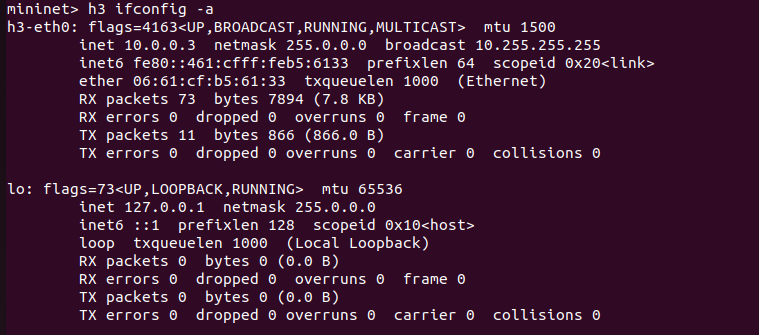 mininet> h3 ifconfig -a
h3-eth0: flags=4163<UP,BROADCAST,RUNNING,MULTICAST>  mtu 1500
        inet 10.0.0.3  netmask 255.0.0.0  broadcast 10.255.255.255
        inet6 fe80::461:cfff:feb5:6133  prefixlen 64  scopeid 0x20<link>
        ether 06:61:cf:b5:61:33  txqueuelen 1000  (Ethernet)
        RX packets 73  bytes 7894 (7.8 KB)
        RX errors 0  dropped 0  overruns 0  frame 0
        TX packets 11  bytes 866 (866.0 B)
        TX errors 0  dropped 0 overruns 0  carrier 0  collisions 0

lo: flags=73<UP,LOOPBACK,RUNNING>  mtu 65536
        inet 127.0.0.1  netmask 255.0.0.0
        inet6 ::1  prefixlen 128  scopeid 0x10<host>
        loop  txqueuelen 1000  (Local Loopback)
        RX packets 0  bytes 0 (0.0 B)
        RX errors 0  dropped 0  overruns 0  frame 0
        TX packets 0  bytes 0 (0.0 B)
        TX errors 0  dropped 0 overruns 0  carrier 0  collisions 0